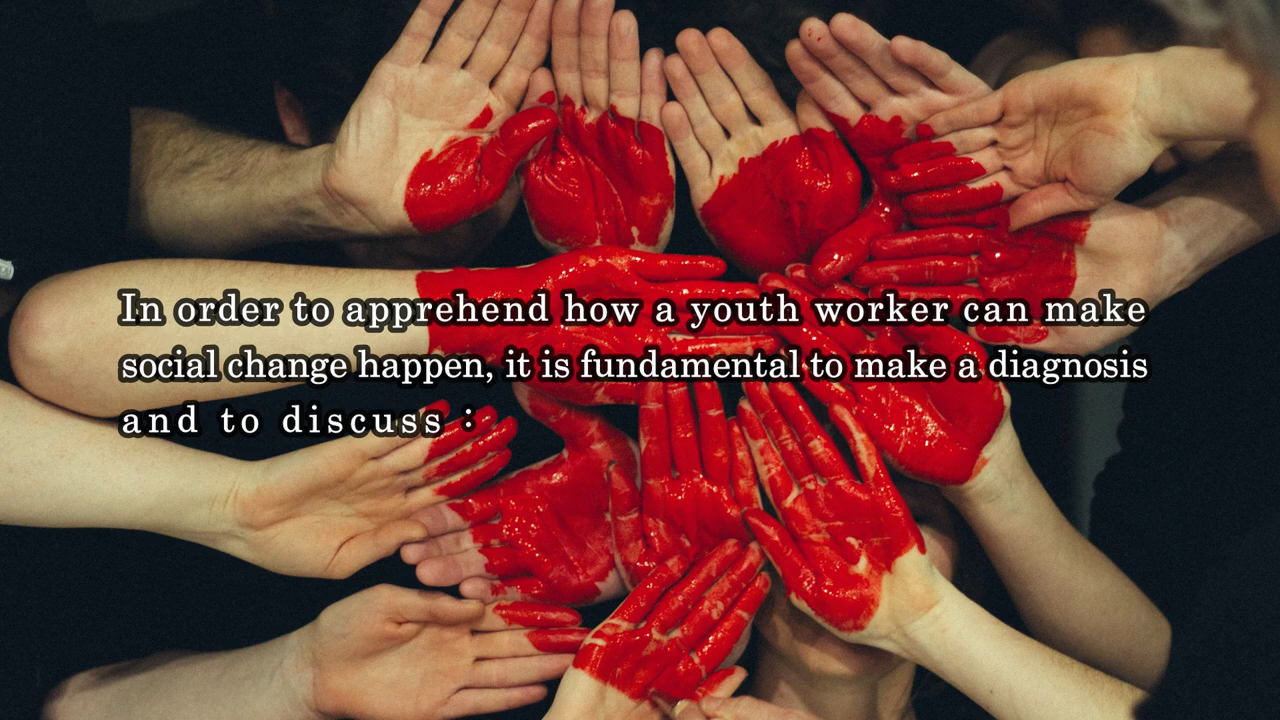 In order to apprehend how a youth worker can make
social change happen, it is fundamental to make a diagnosis
and to discuss :